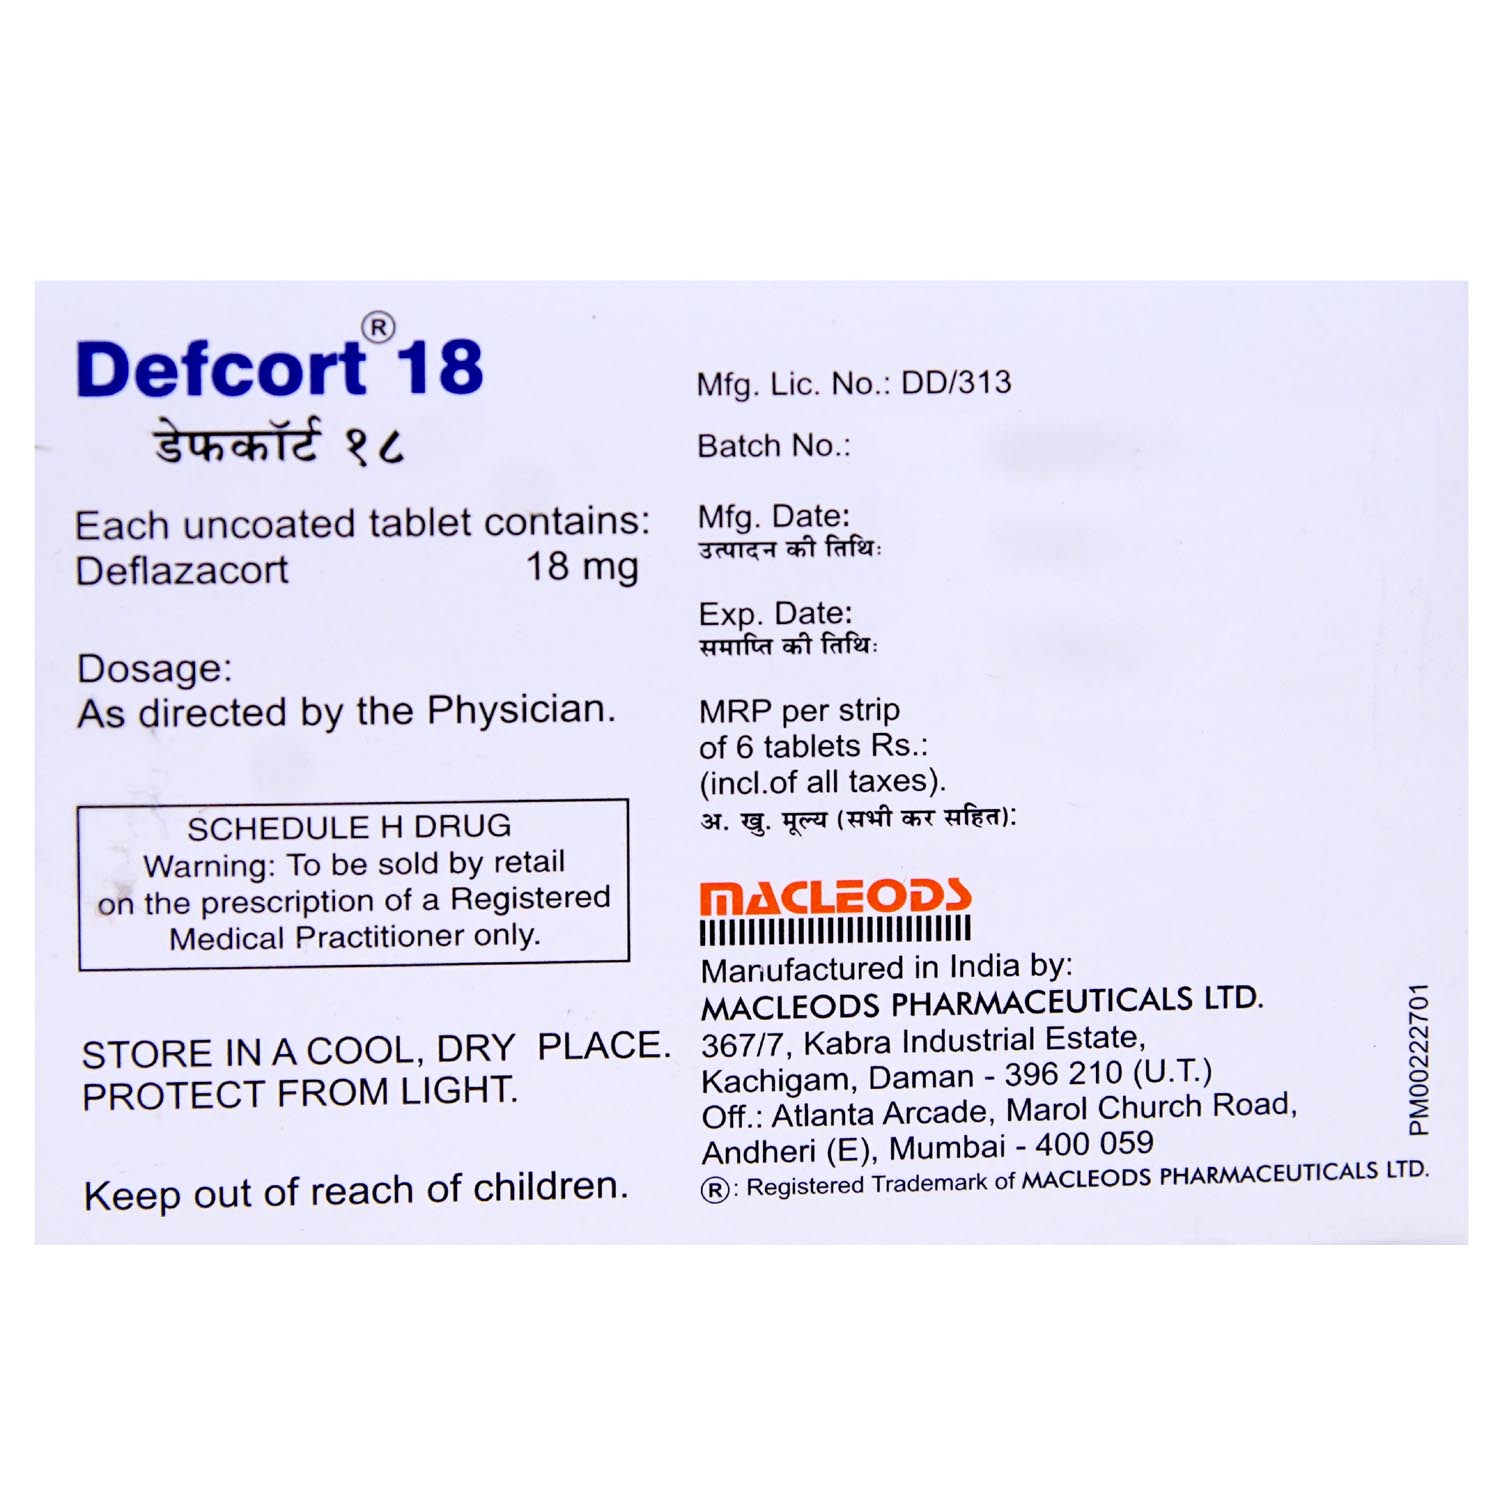 Defcort® 18
डेफकॉर्ट १८
Each uncoated tablet contains:
Deflazacort 18 mg
Dosage:
As directed by the Physician.
SCHEDULE H DRUG
Warning: To be sold by retail
on the prescription of a Registered
Medical Practitioner only.
STORE IN A COOL, DRY PLACE.
PROTECT FROM LIGHT.
Keep out of reach of children.
Mfg. Lic. No.: DD/313
Batch No.:
Mfg. Date:
उत्पादन की तिथि:
Exp. Date:
समाप्ति की तिथि:
MRP per strip
of 6 tablets Rs.:
(incl.of all taxes).
अ. खु. मूल्य (सभी कर सहित):
MACLEODS
Manufactured in India by:
MACLEODS PHARMACEUTICALS LTD.
367/7, Kabra Industrial Estate,
Kachigam, Daman - 396 210 (U.T.)
Off.: Atlanta Arcade, Marol Church Road,
Andheri (E), Mumbai - 400 059
®: Registered Trademark of MACLEODS PHARMACEUTICALS LTD.
PM00222701